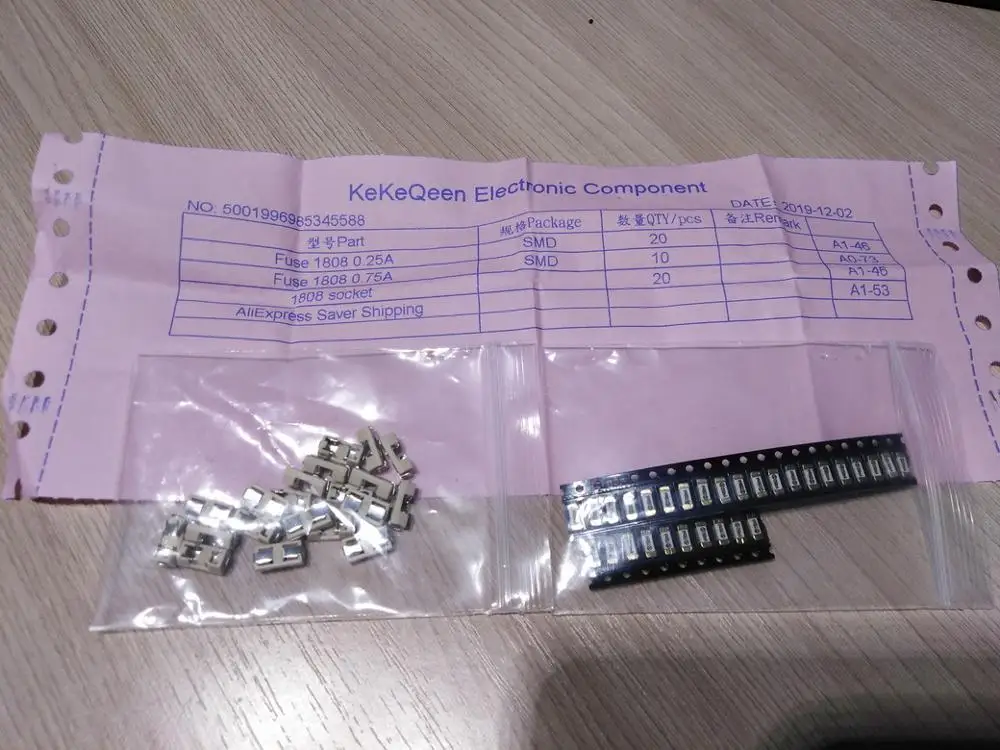 KeKeQeen Electronic Component
NO: 5001996985345588 DATE: 2019-12-02
型号Part 规格Package 数量QTY/pcs 备注Remark
Fuse 1808 0.25A SMD 20 A1-46
Fuse 1808 0.75A SMD 10 A0-73
1808 socket 20 A1-46
AliExpress Saver Shipping A1-53